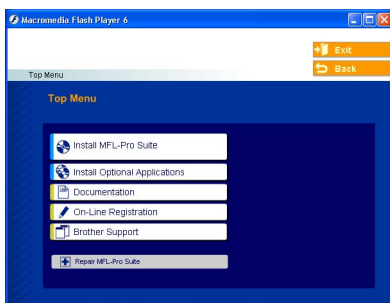 Macromedia Flash Player 6
Exit
Back
Top Menu
Top Menu
Install MFL-Pro Suite
Install Optional Applications
Documentation
On-Line Registration
Brother Support
Repair MFL-Pro Suite